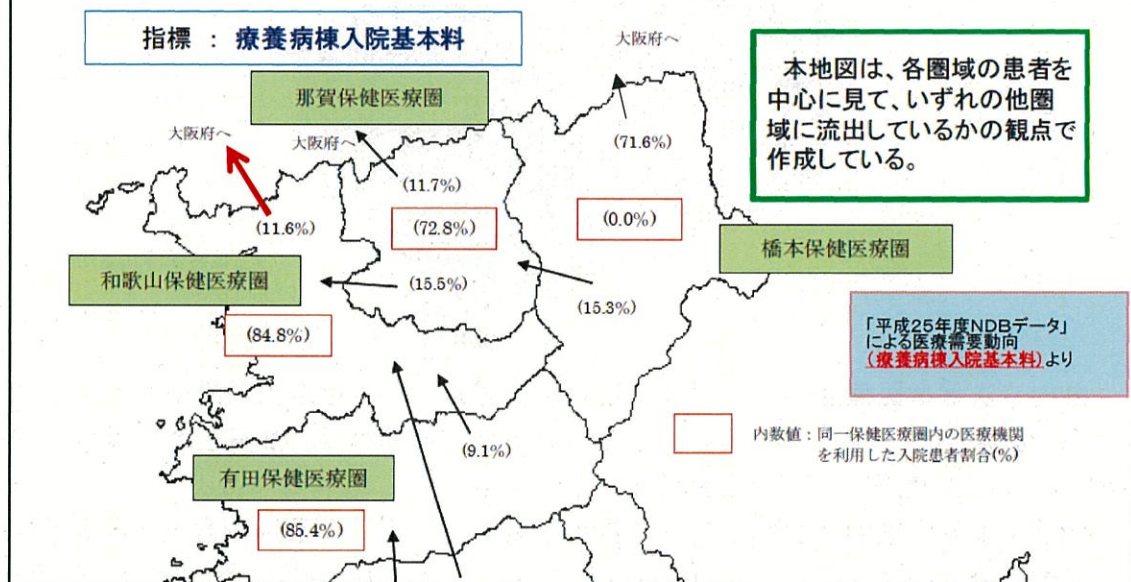 指標 : 療養病棟入院基本料
大阪府へ
本地図は、各圏域の患者を
中心に見て、いずれの他圏
域に流出しているかの観点で
作成している。
那賀保健医療圏
大阪府へ
大阪府へ
(71.6%)
(11.7%)
(11.6%)
(72.8%)
(0.0%)
橋本保健医療圏
和歌山保健医療圏
(15.5%)
(15.3%)
(84.8%)
「平成25年度NDBデータ」
による医療需要動向
(療養病棟入院基本料)より
内数値:同一保健医療圏内の医療機関
を利用した入院患者割合(%)
(9.1%)
有田保健医療圏
(85.4%)